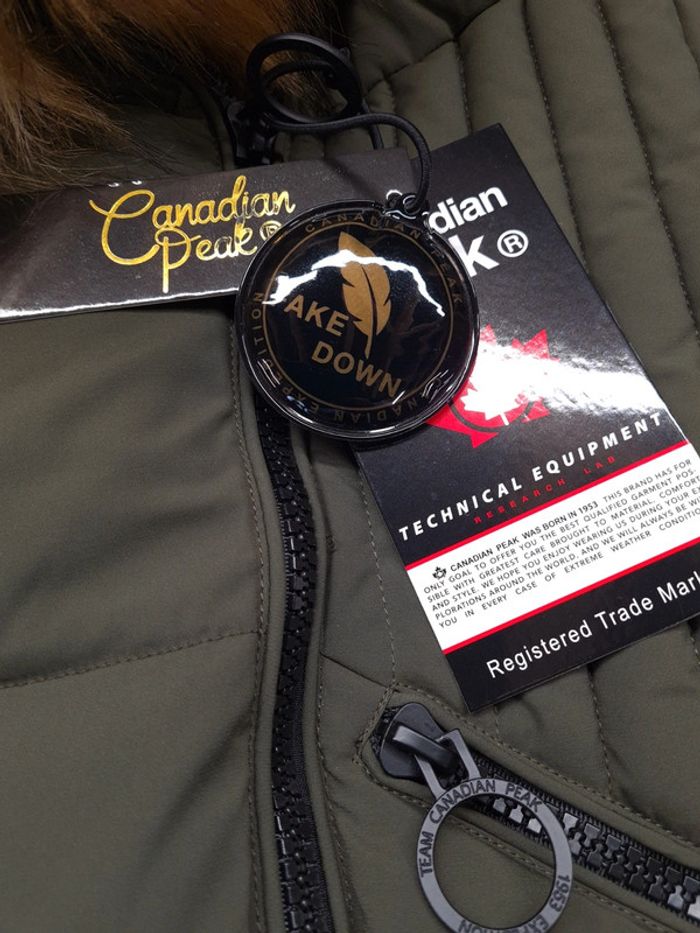 Canadian
Peak®
CANADIAN PEAK
AKE
DOWN
CANADIAN EXPEDITION
dian
k®
TECHNICAL EQUIPMENT
RESEARCH LAB
CANADIAN PEAK WAS BORN IN 1953 THIS BRAND HAS FOR
ONLY GOAL TO OFFER YOU THE BEST QUALIFIED GARMENT POS
SIBLE WITH GREATEST CARE BROUGHT TO MATERIAL, COMFORT
AND STYLE. WE HOPE YOU ENJOY WEARING US DURING YOUR EX
PLORATIONS AROUND THE WORLD. AND WE WILL ALWAYS BE WI
YOU IN EVERY CASE OF EXTREME WEATHER CONDITIO
Registered Trade Mark
TEAM CANADIAN PEAK
1953